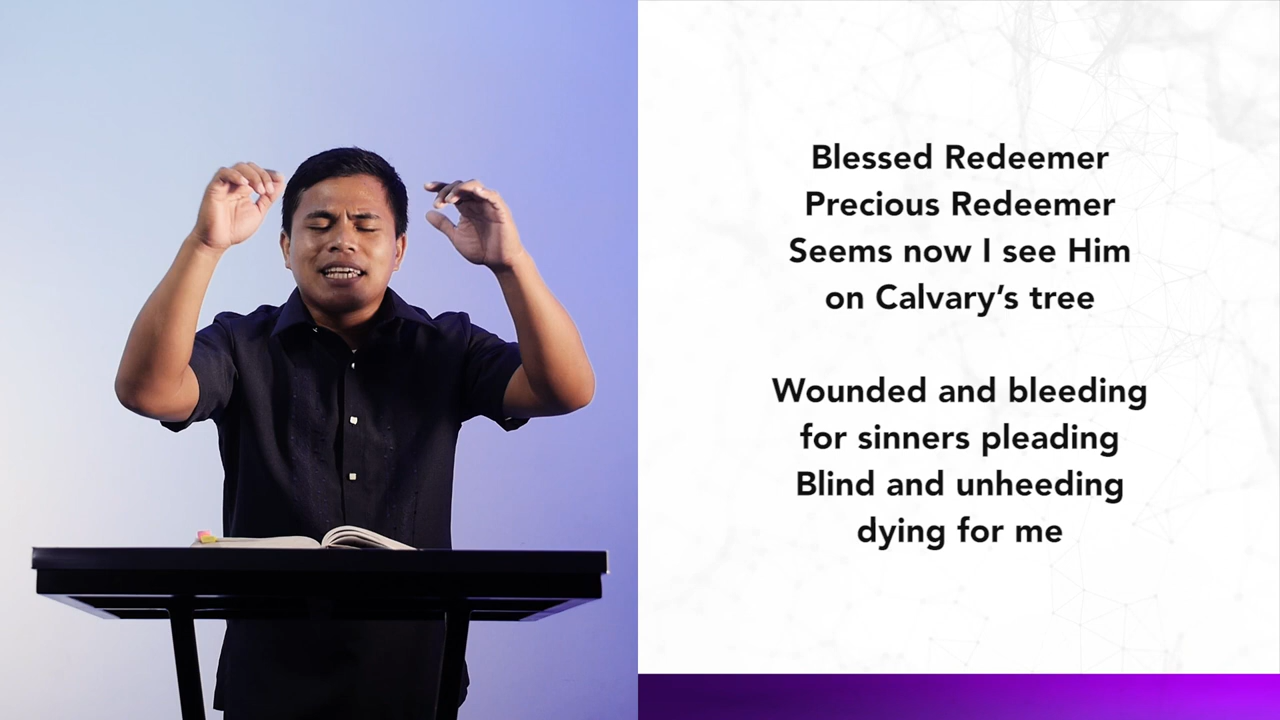 Blessed Redeemer
Precious Redeemer
Seems now I see Him
on Calvary’s tree
Wounded and bleeding
for sinners pleading
Blind and unheeding
dying for me